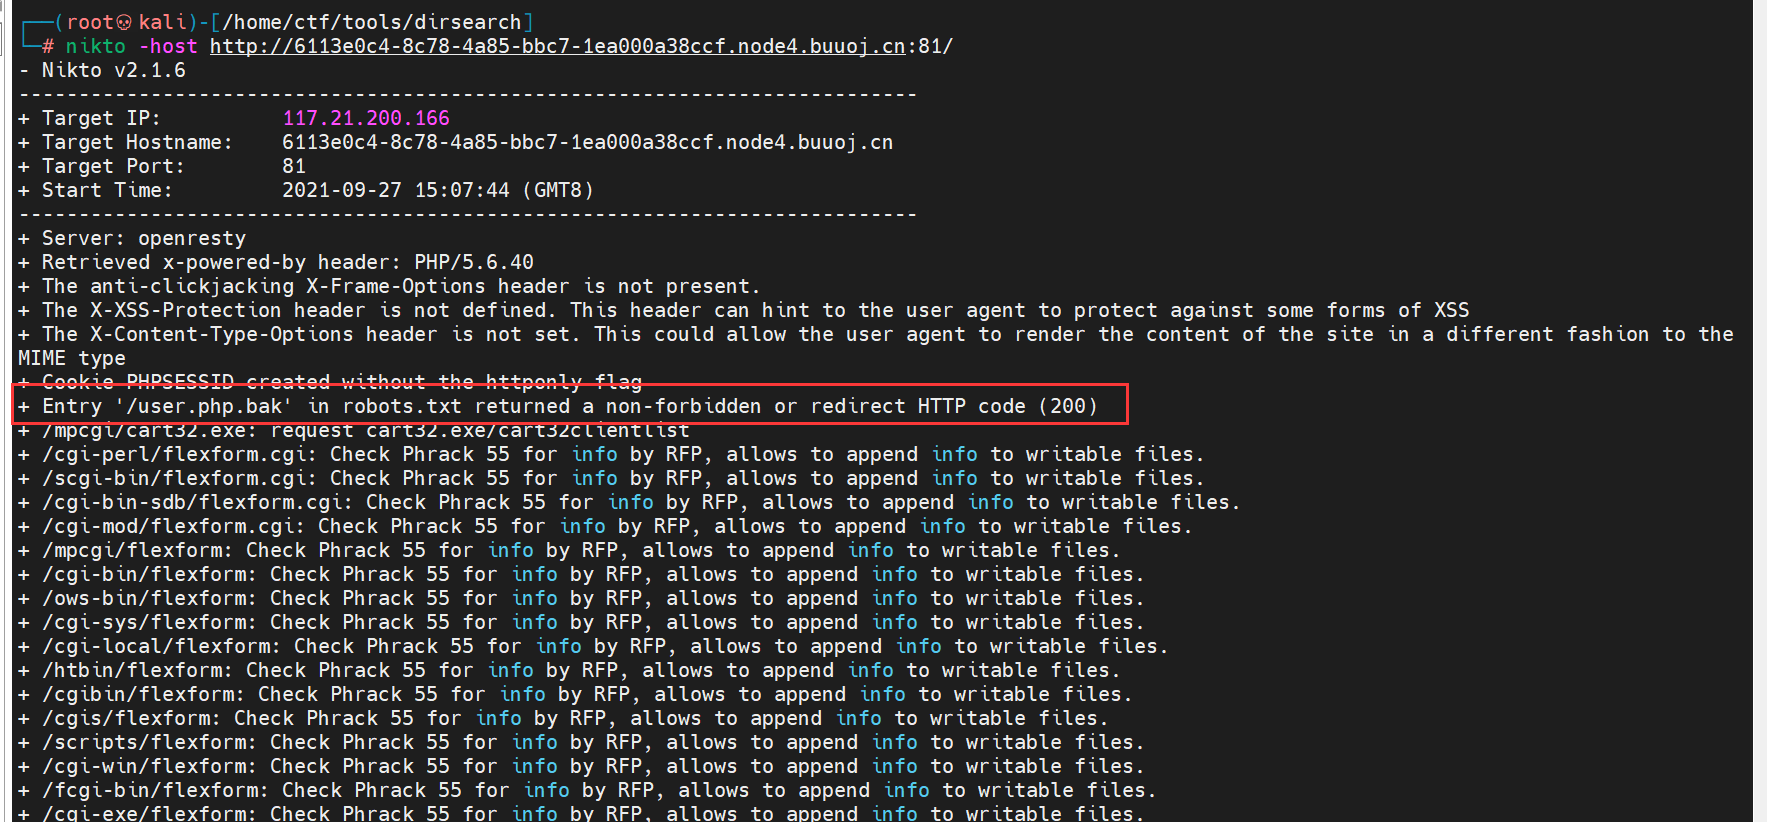 ┌──(root💀kali)-[/home/ctf/tools/dirsearch]
└─# nikto -host http://6113e0c4-8c78-4a85-bbc7-1ea000a38ccf.node4.buuoj.cn:81/
- Nikto v2.1.6
---------------------------------------------------------------------------
+ Target IP:          117.21.200.166
+ Target Hostname:    6113e0c4-8c78-4a85-bbc7-1ea000a38ccf.node4.buuoj.cn
+ Target Port:        81
+ Start Time:         2021-09-27 15:07:44 (GMT8)
---------------------------------------------------------------------------
+ Server: openresty
+ Retrieved x-powered-by header: PHP/5.6.40
+ The anti-clickjacking X-Frame-Options header is not present.
+ The X-XSS-Protection header is not defined. This header can hint to the user agent to protect against some forms of XSS
+ The X-Content-Type-Options header is not set. This could allow the user agent to render the content of the site in a different fashion to the
MIME type
+ Cookie PHPSESSID created without the httponly flag
+ Entry '/user.php.bak' in robots.txt returned a non-forbidden or redirect HTTP code (200)
+ /mpcgi/cart32.exe: request cart32.exe/cart32clientlist
+ /cgi-perl/flexform.cgi: Check Phrack 55 for info by RFP, allows to append info to writable files.
+ /scgi-bin/flexform.cgi: Check Phrack 55 for info by RFP, allows to append info to writable files.
+ /cgi-bin-sdb/flexform.cgi: Check Phrack 55 for info by RFP, allows to append info to writable files.
+ /cgi-mod/flexform.cgi: Check Phrack 55 for info by RFP, allows to append info to writable files.
+ /mpcgi/flexform: Check Phrack 55 for info by RFP, allows to append info to writable files.
+ /cgi-bin/flexform: Check Phrack 55 for info by RFP, allows to append info to writable files.
+ /ows-bin/flexform: Check Phrack 55 for info by RFP, allows to append info to writable files.
+ /cgi-sys/flexform: Check Phrack 55 for info by RFP, allows to append info to writable files.
+ /cgi-local/flexform: Check Phrack 55 for info by RFP, allows to append info to writable files.
+ /htbin/flexform: Check Phrack 55 for info by RFP, allows to append info to writable files.
+ /cgibin/flexform: Check Phrack 55 for info by RFP, allows to append info to writable files.
+ /cgis/flexform: Check Phrack 55 for info by RFP, allows to append info to writable files.
+ /scripts/flexform: Check Phrack 55 for info by RFP, allows to append info to writable files.
+ /cgi-win/flexform: Check Phrack 55 for info by RFP, allows to append info to writable files.
+ /fcgi-bin/flexform: Check Phrack 55 for info by RFP, allows to append info to writable files.
+ /cgi-exe/flexform: Check Phrack 55 for info by RFP, allows to append info to writable files.